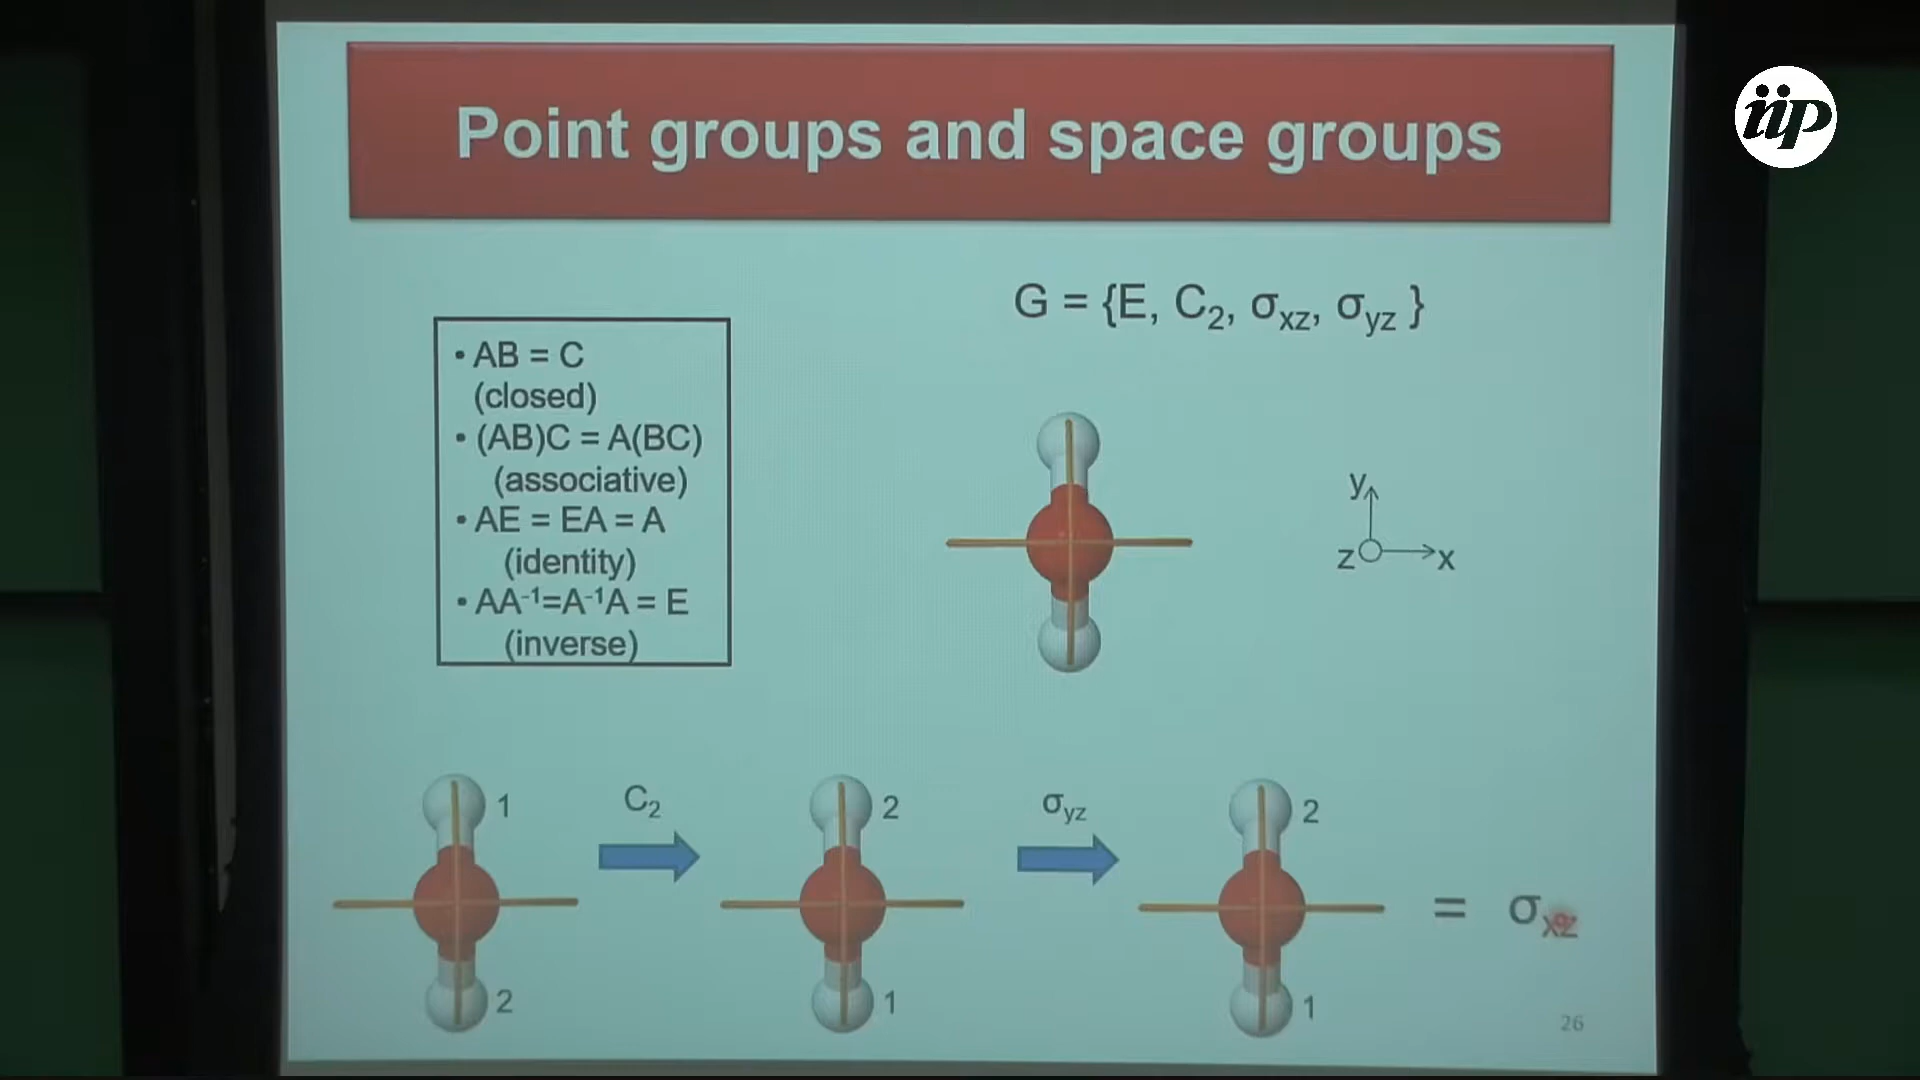 iip
Point groups and space groups
G = {E, C₂, σxz, σyz }
• AB = C
(closed)
• (AB)C = A(BC)
(associative)
• AE = EA = A
(identity)
• AA⁻¹=A⁻¹A = E
(inverse)
y
z x
1 C₂ 2 σyz 2
= σxz
2 1 1
26